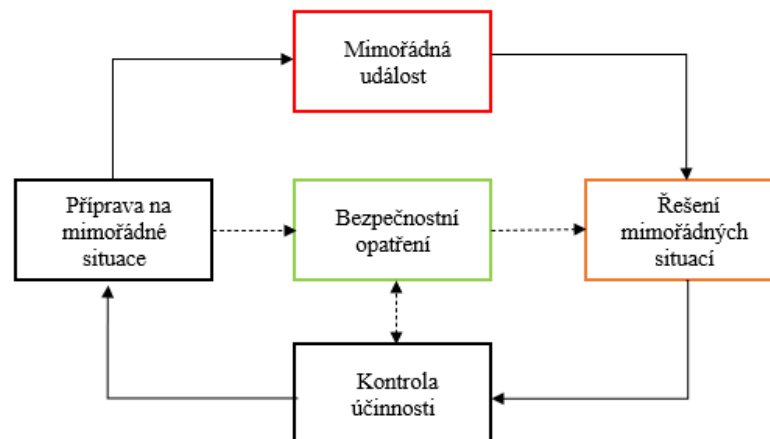 Mimořádná
událost
Příprava na
mimořádné
situace
Bezpečnostní
opatření
Řešení
mimořádných
situací
Kontrola
účinnosti